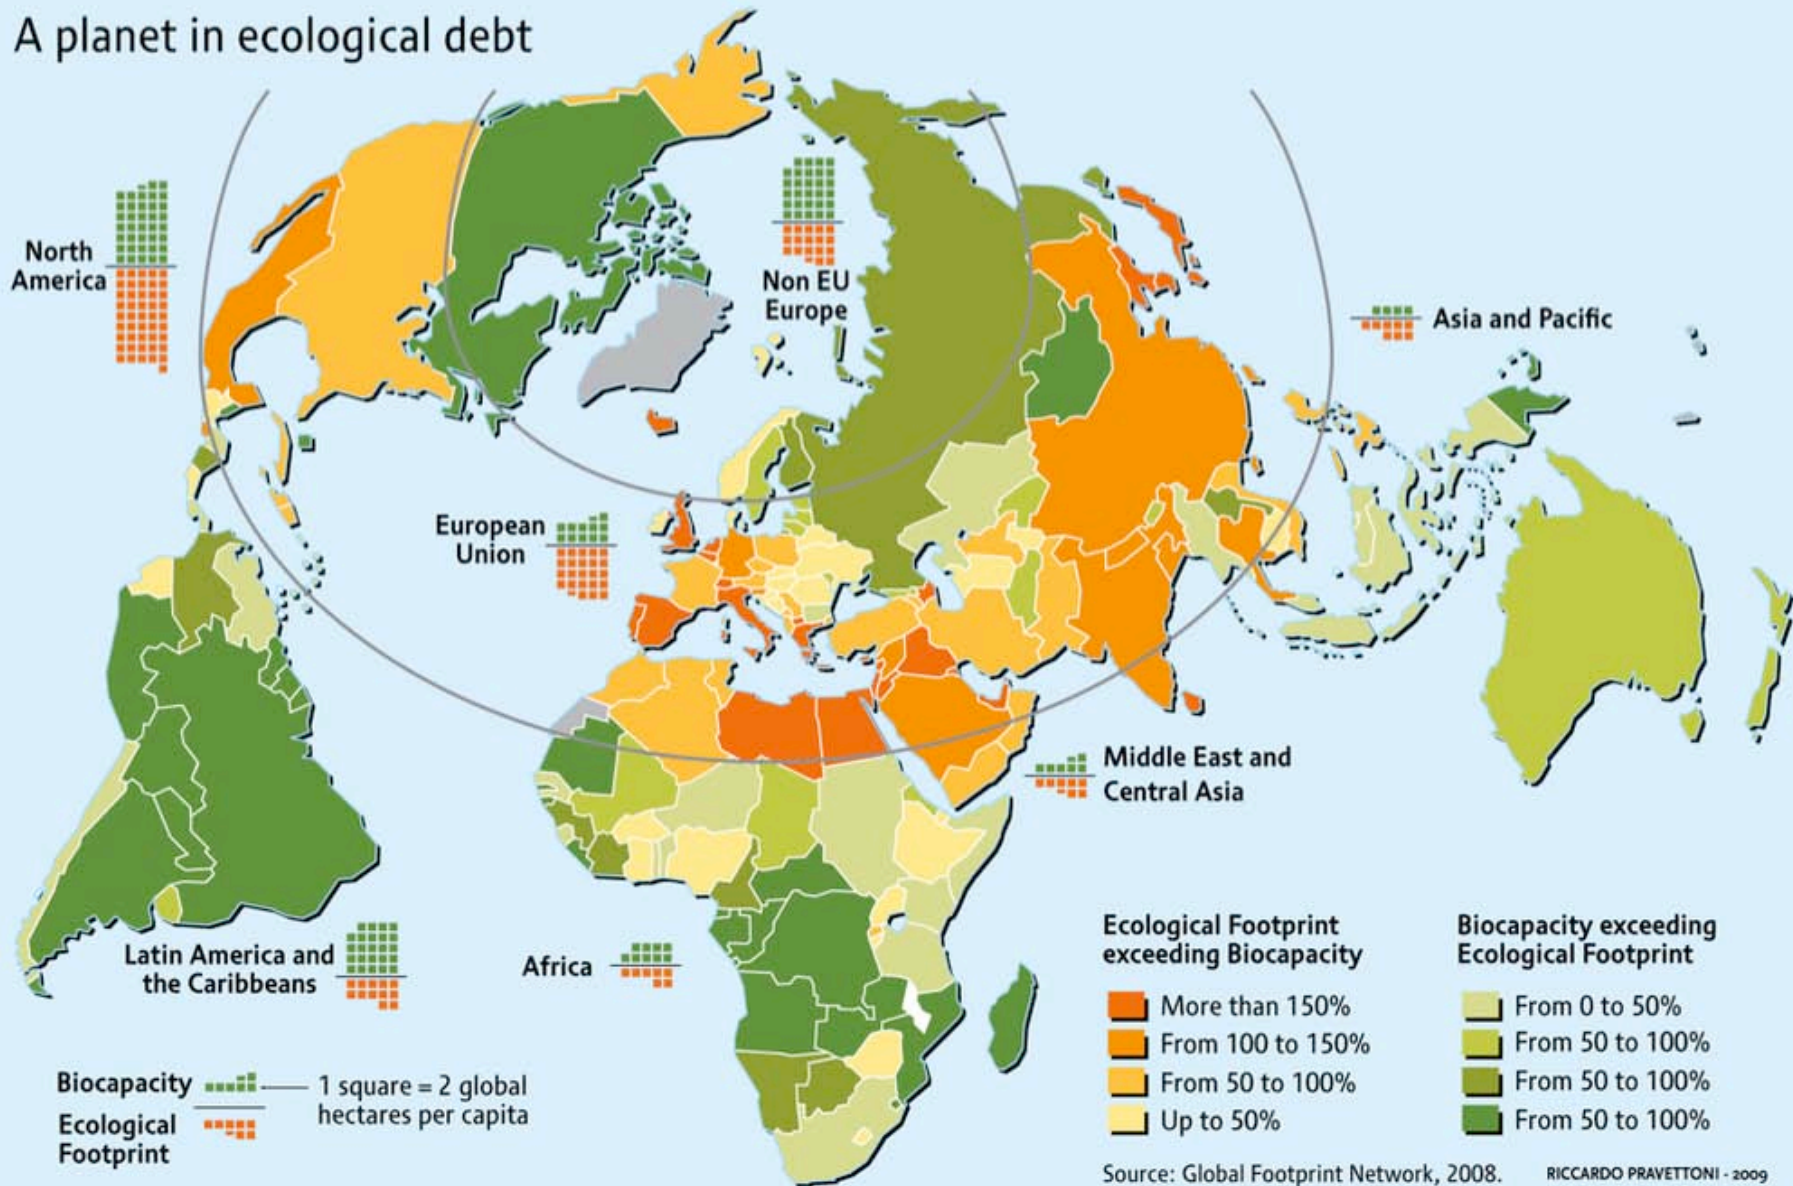 A planet in ecological debt
North
America
Non EU
Europe
Asia and Pacific
European
Union
Middle East and
Central Asia
Latin America and
the Caribbeans
Africa
Biocapacity
1 square = 2 global
hectares per capita
Ecological
Footprint
Ecological Footprint
exceeding Biocapacity
More than 150%
From 100 to 150%
From 50 to 100%
Up to 50%
Biocapacity exceeding
Ecological Footprint
From 0 to 50%
From 50 to 100%
From 50 to 100%
From 50 to 100%
Source: Global Footprint Network, 2008.
RICCARDO PRAVETTONI - 2009